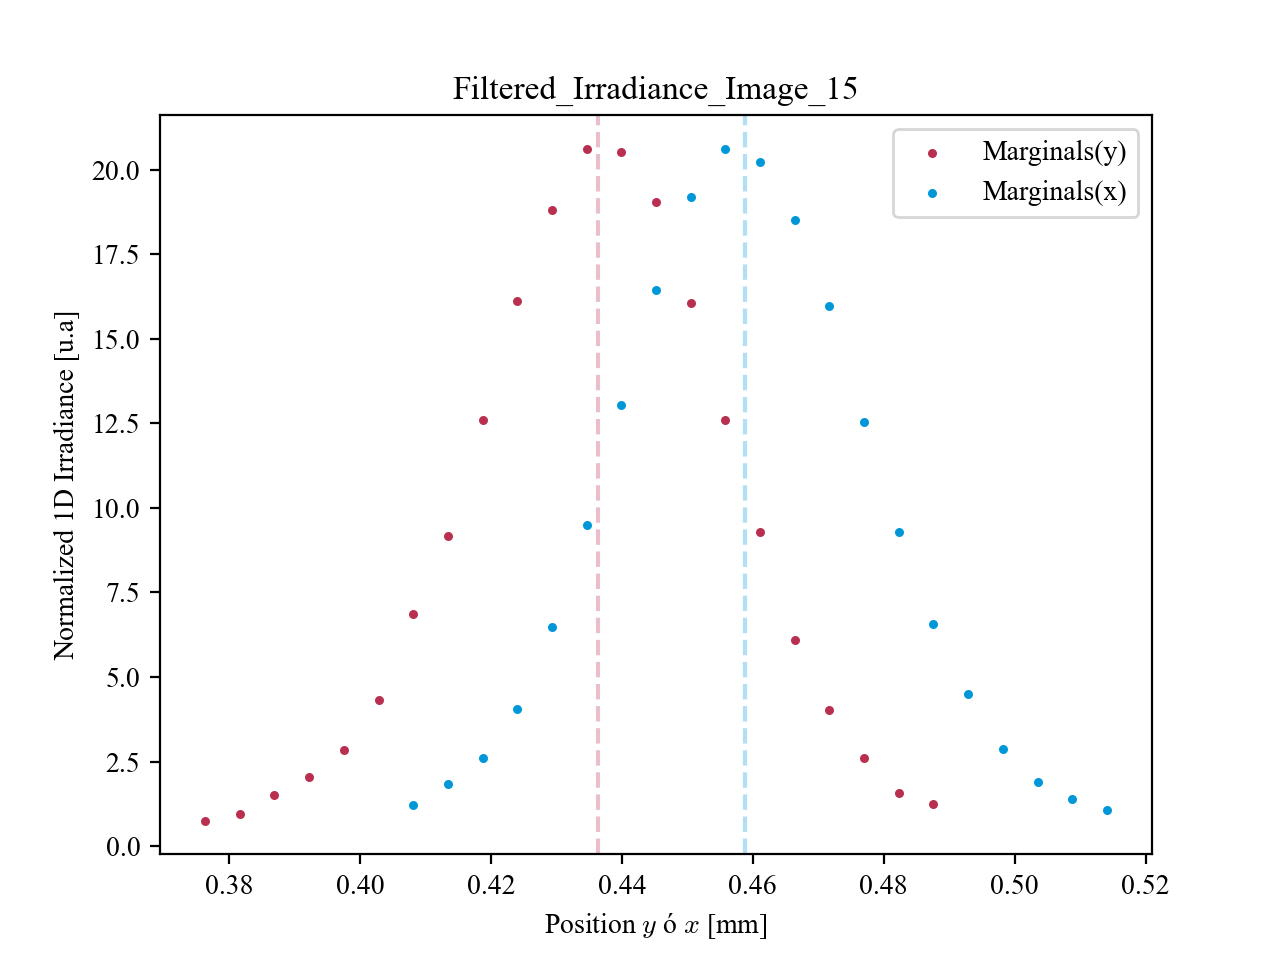 Filtered_Irradiance_Image_15
Marginals(y)
Marginals(x)
Normalized 1D Irradiance [u.a]
20.0
17.5
15.0
12.5
10.0
7.5
5.0
2.5
0.0
0.38 0.40 0.42 0.44 0.46 0.48 0.50 0.52
Position y ó x [mm]